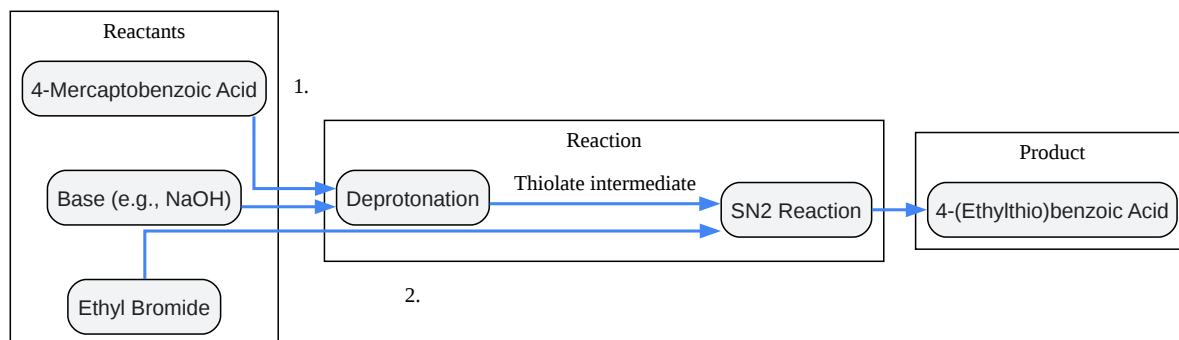 Reactants
4-Mercaptobenzoic Acid
1.
Reaction
Product
Base (e.g., NaOH)
Deprotonation
Thiolate intermediate
SN2 Reaction
4-(Ethylthio)benzoic Acid
Ethyl Bromide
2.